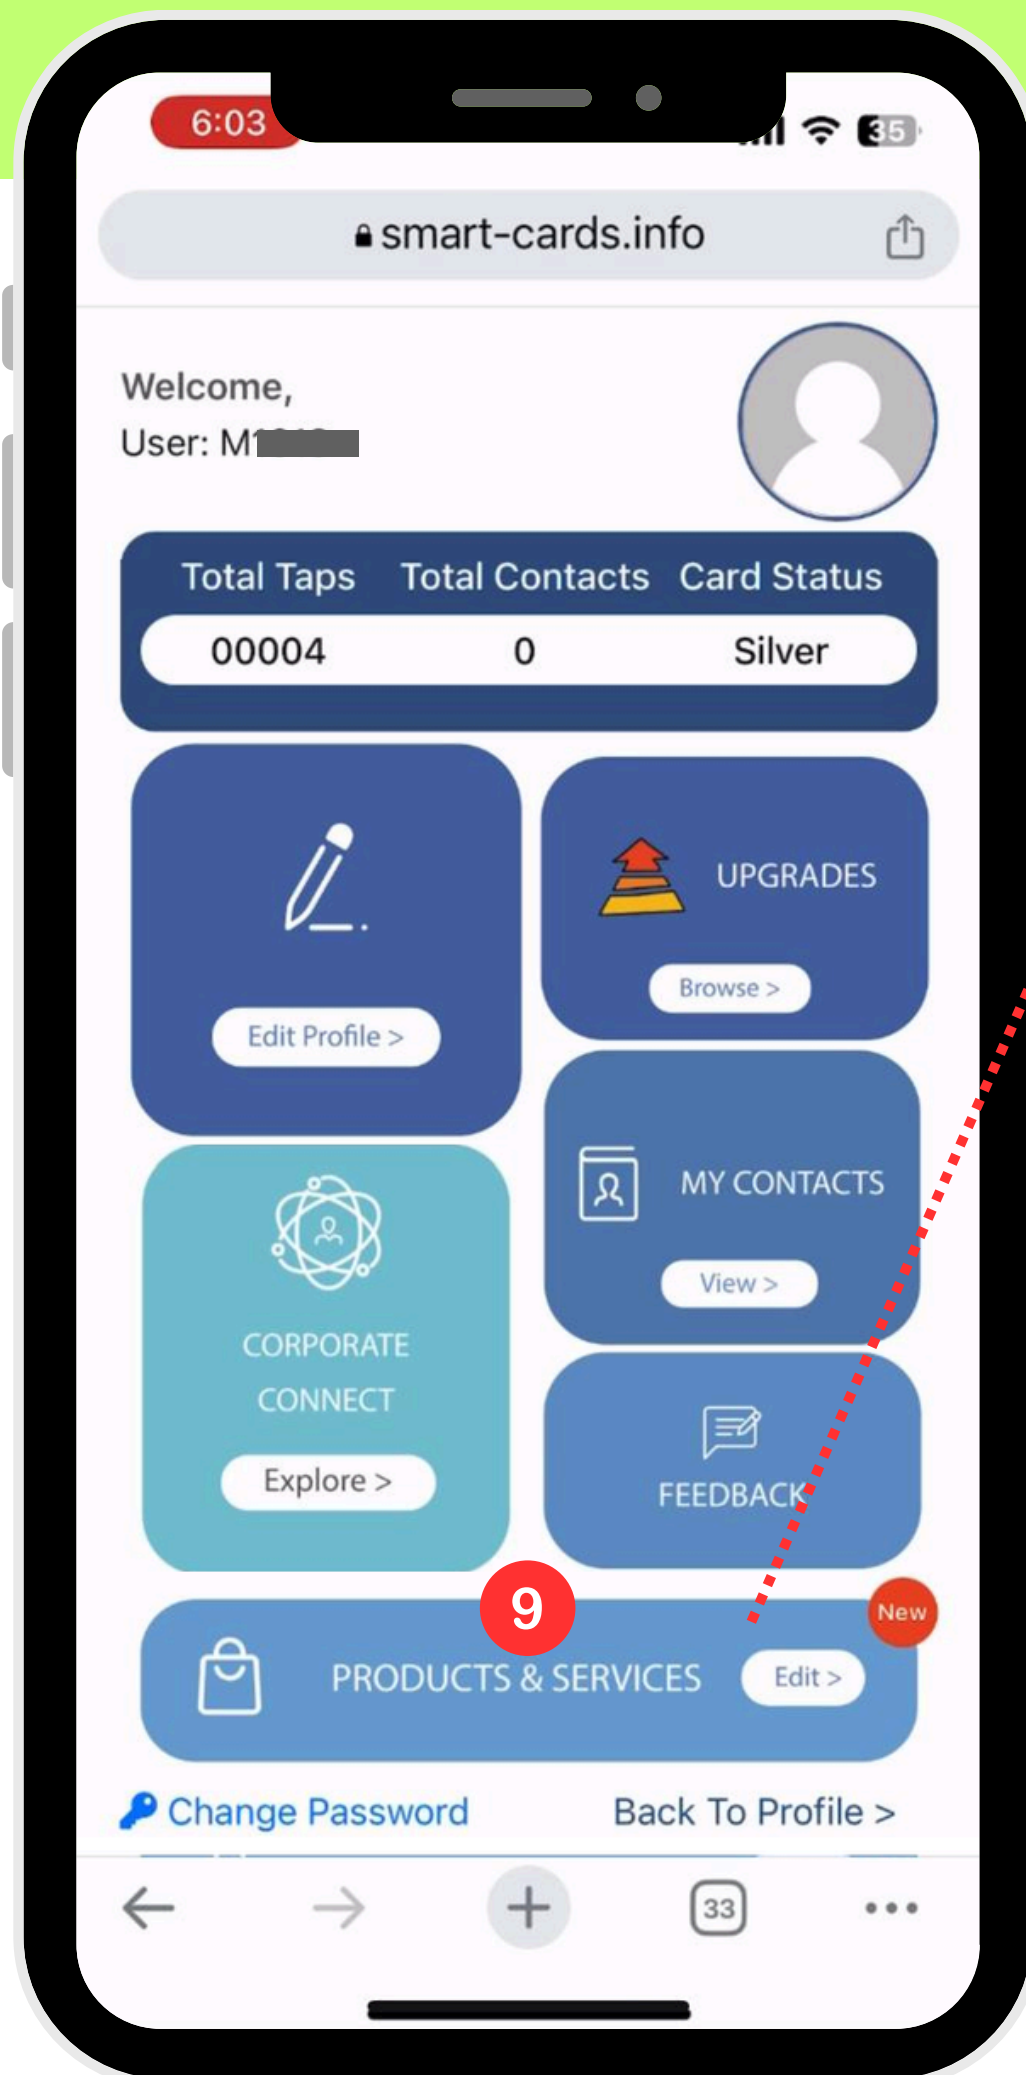 6:03
35
smart-cards.info
Welcome,
User:
Total Taps Total Contacts Card Status
00004 0 Silver
UPGRADES
Browse >
Edit Profile >
MY CONTACTS
View >
CORPORATE
CONNECT
Explore >
FEEDBACK
9
New
PRODUCTS & SERVICES Edit >
Change Password Back To Profile >
33